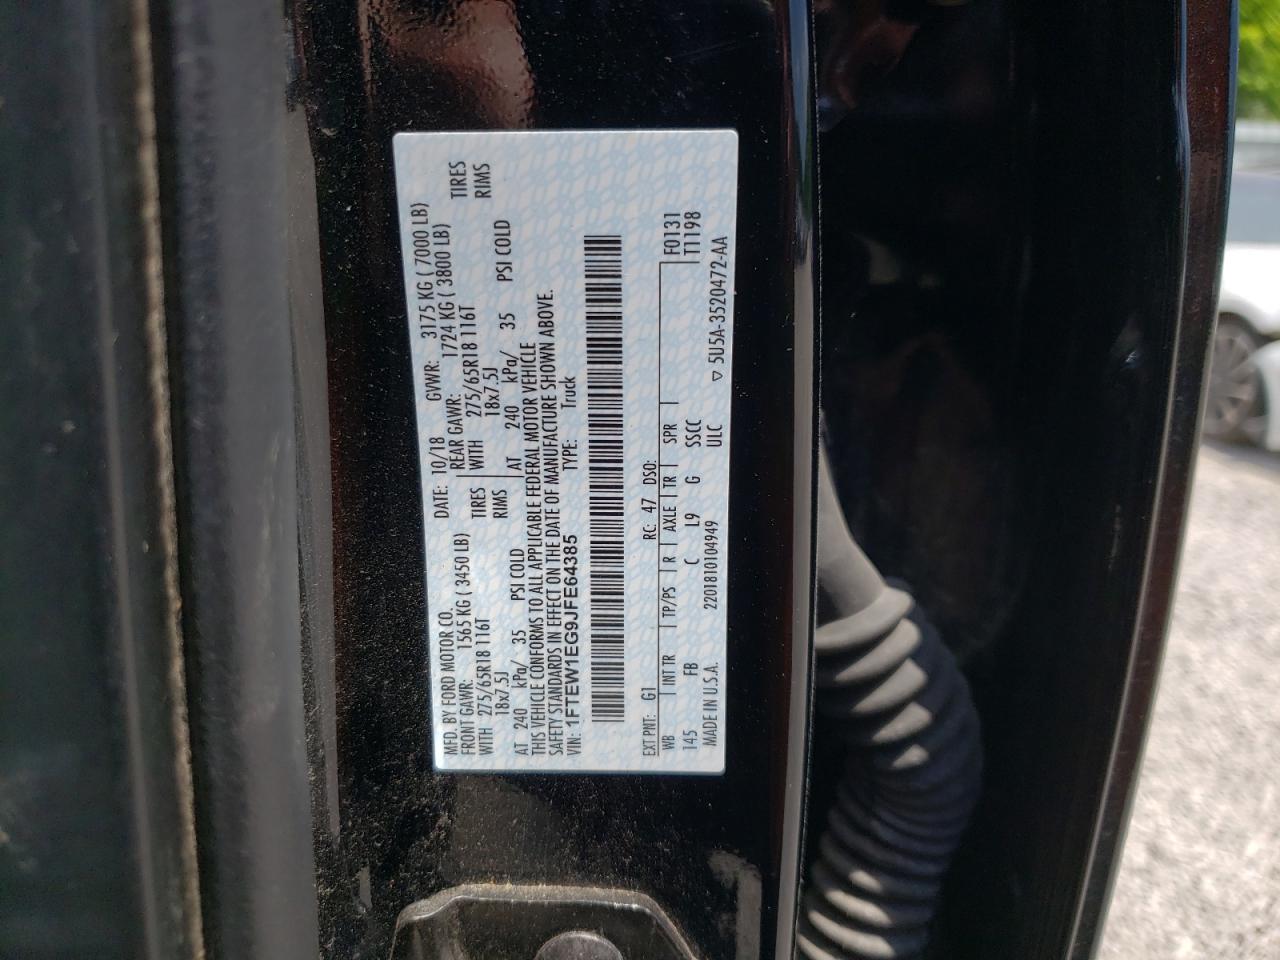 MFD. BY FORD MOTOR CO.
DATE: 10/18 GVWR: 3175 KG ( 7000 LB)
FRONT GAWR: 1565 KG ( 3450 LB) REAR GAWR: 1724 KG ( 3800 LB)
WITH 275/65R18 116T TIRES WITH 275/65R18 116T TIRES
18x7.5J RIMS 18x7.5J RIMS
AT 240 kPa/ 35 PSI COLD AT 240 kPa/ 35 PSI COLD
THIS VEHICLE CONFORMS TO ALL APPLICABLE FEDERAL MOTOR VEHICLE
SAFETY STANDARDS IN EFFECT ON THE DATE OF MANUFACTURE SHOWN ABOVE.
VIN: 1FTEW1EG9JFE64385 TYPE: Truck
EXT PNT: G1 RC: 47 DSO:
WB INT TR TP/PS R AXLE TR SPR F0131
145 FB C L9 G SSCC T1198
MADE IN U.S.A. 2201810104949 ULC ▽ 5U5A-3520472-AA